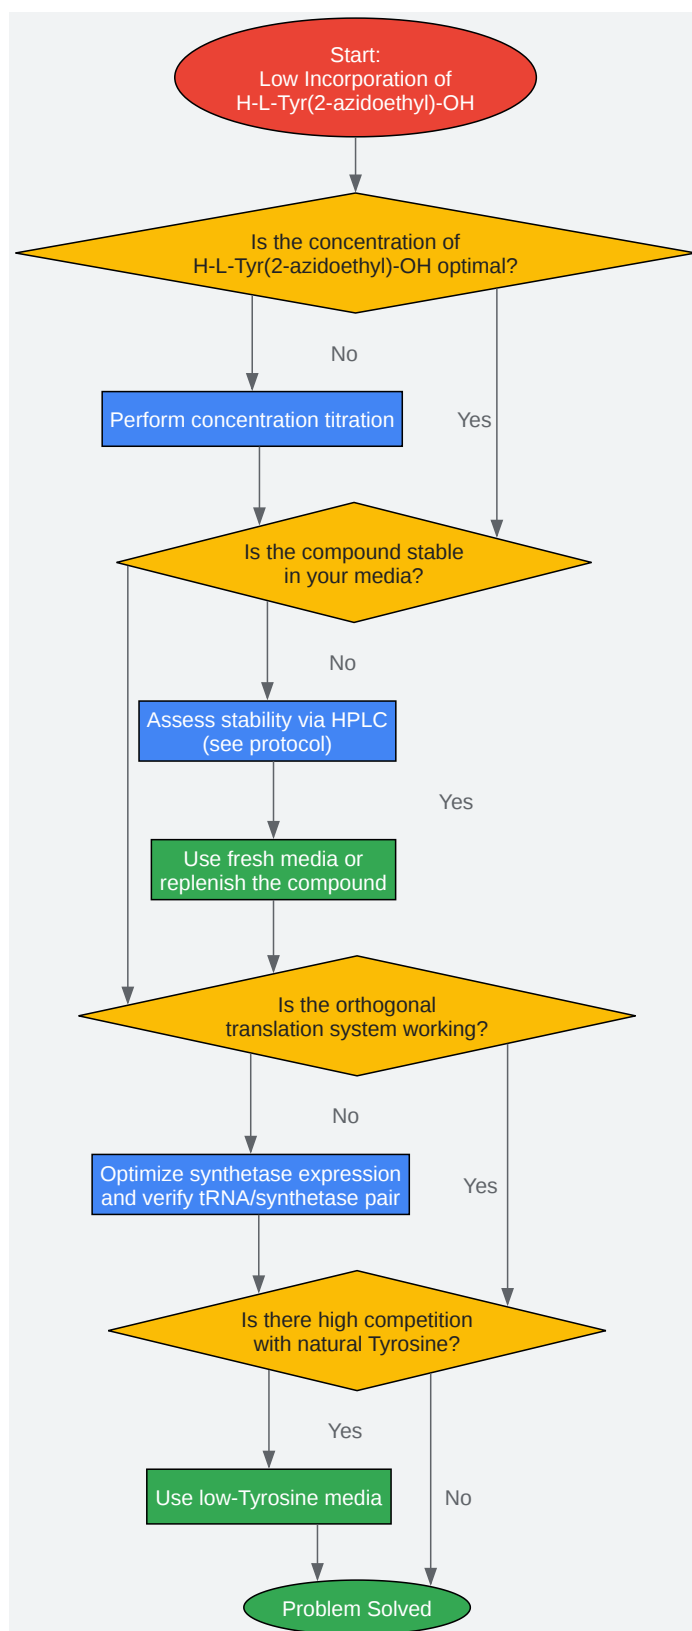 Start:
Low Incorporation of
H-L-Tyr(2-azidoethyl)-OH
Is the concentration of
H-L-Tyr(2-azidoethyl)-OH optimal?
No
Perform concentration titration
Yes
Is the compound stable
in your media?
No
Assess stability via HPLC
(see protocol)
Yes
Use fresh media or
replenish the compound
Is the orthogonal
translation system working?
No
Optimize synthetase expression
and verify tRNA/synthetase pair
Yes
Is there high competition
with natural Tyrosine?
Yes
Use low-Tyrosine media
No
Problem Solved